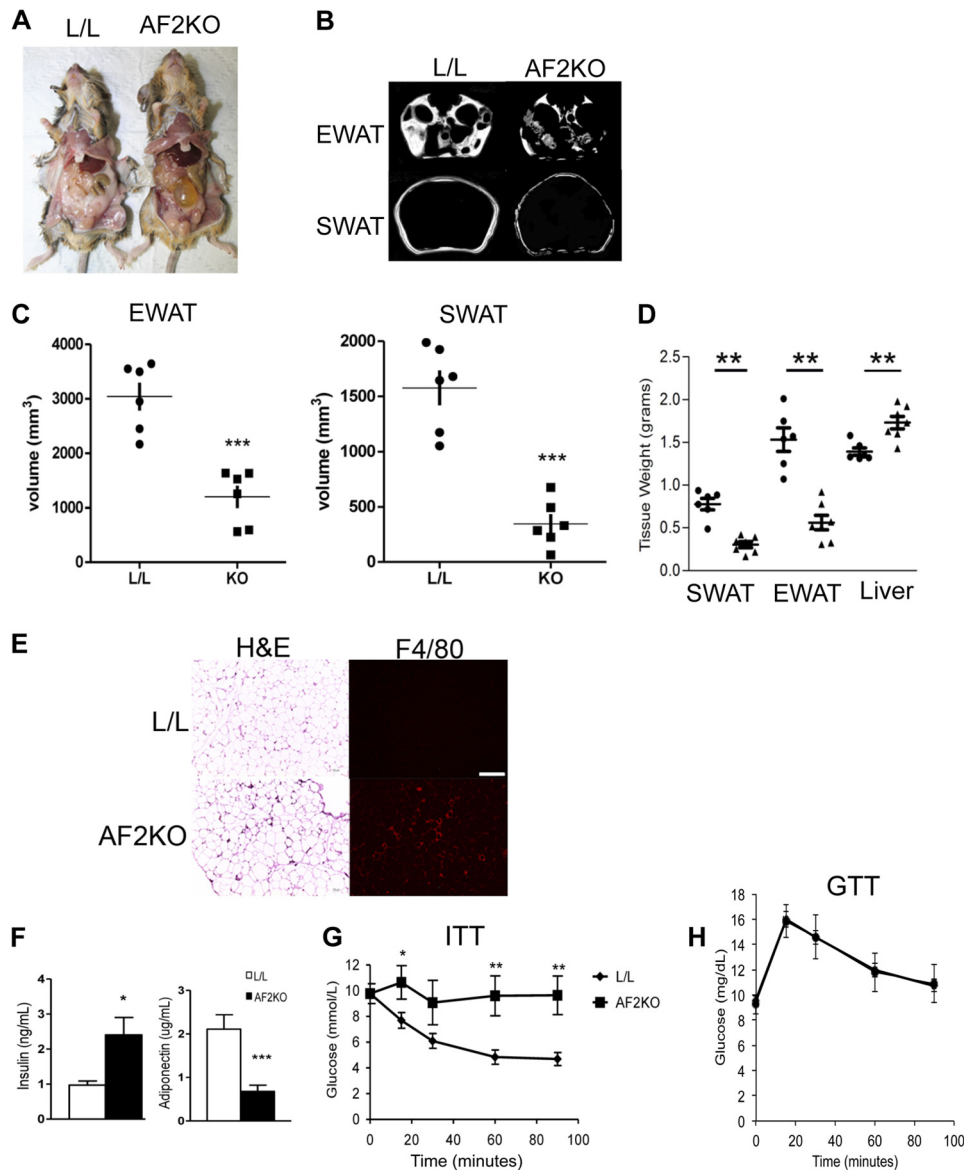 A
L/L
AF2KO
B
L/L
AF2KO
EWAT
SWAT
C
EWAT
volume (mm³)
4000
3000
2000
1000
0
***
L/L
KO
SWAT
volume (mm³)
2000
1500
1000
500
0
***
L/L
KO
D
Tissue Weight (grams)
2.5
2.0
1.5
1.0
0.5
0.0
**
**
**
SWAT
EWAT
Liver
E
H&E
F4/80
L/L
AF2KO
F
Insulin (ng/mL)
4
3
2
1
0
*
L/L
AF2KO
Adiponectin (ug/mL)
3
2
1
0
***
G
ITT
Glucose (mmol/L)
12
10
8
6
4
2
0
*
**
**
L/L
AF2KO
0
20
40
60
80
100
Time (minutes)
H
GTT
Glucose (mg/dL)
18
16
14
12
10
8
6
4
2
0
0
20
40
60
80
100
Time (minutes)